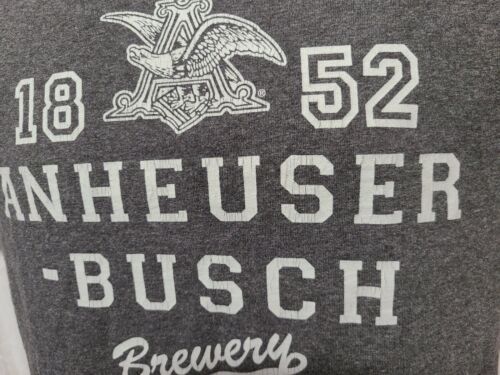 18 52
ANHEUSER
-BUSCH
Brewery